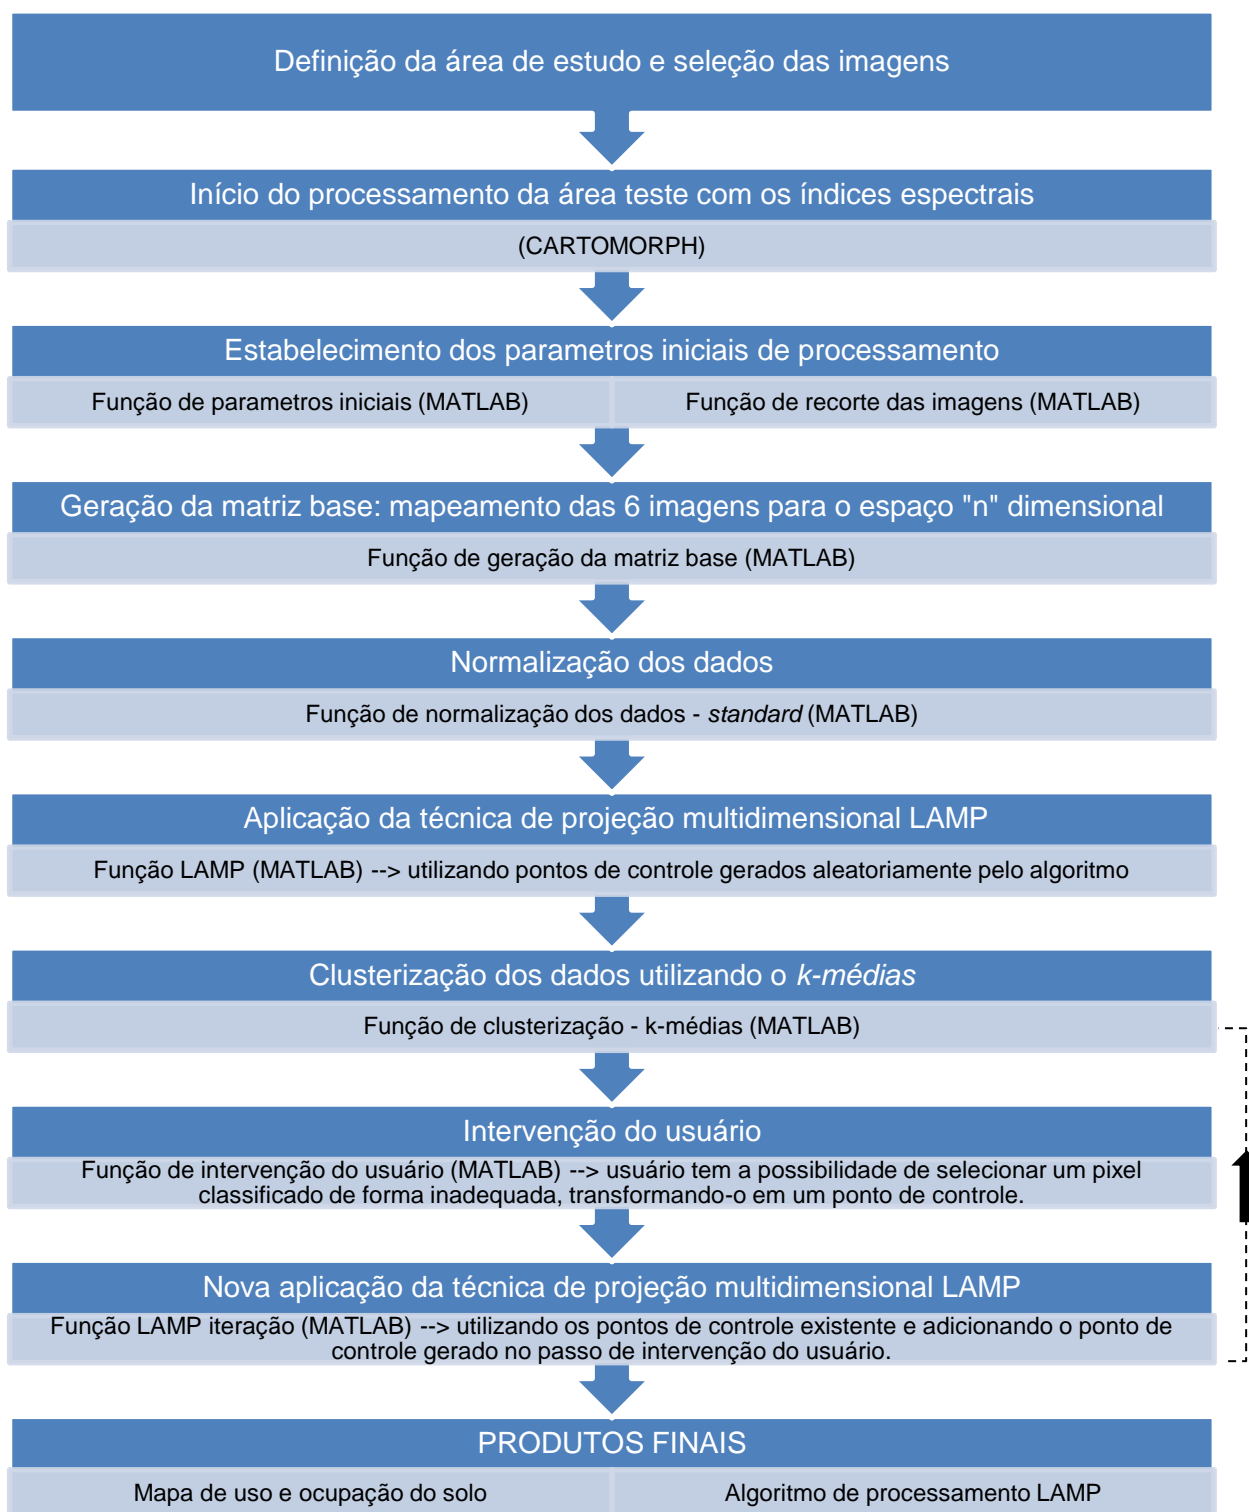 Definição da área de estudo e seleção das imagens
Início do processamento da área teste com os índices espectrais
(CARTOMORPH)
Estabelecimento dos parametros iniciais de processamento
Função de parametros iniciais (MATLAB)
Função de recorte das imagens (MATLAB)
Geração da matriz base: mapeamento das 6 imagens para o espaço "n" dimensional
Função de geração da matriz base (MATLAB)
Normalização dos dados
Função de normalização dos dados - standard (MATLAB)
Aplicação da técnica de projeção multidimensional LAMP
Função LAMP (MATLAB) --> utilizando pontos de controle gerados aleatoriamente pelo algoritmo
Clusterização dos dados utilizando o k-médias
Função de clusterização - k-médias (MATLAB)
Intervenção do usuário
Função de intervenção do usuário (MATLAB) --> usuário tem a possibilidade de selecionar um pixel
classificado de forma inadequada, transformando-o em um ponto de controle.
Nova aplicação da técnica de projeção multidimensional LAMP
Função LAMP iteração (MATLAB) --> utilizando os pontos de controle existente e adicionando o ponto de
controle gerado no passo de intervenção do usuário.
PRODUTOS FINAIS
Mapa de uso e ocupação do solo
Algoritmo de processamento LAMP